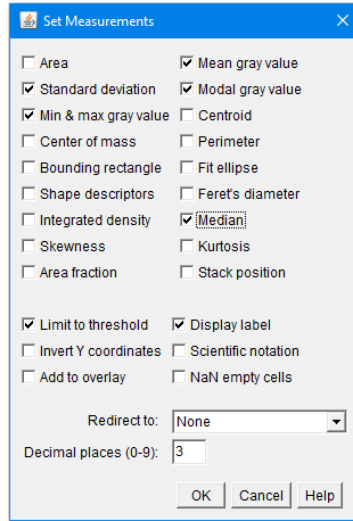 Set Measurements
Area Mean gray value
Standard deviation Modal gray value
Min & max gray value Centroid
Center of mass Perimeter
Bounding rectangle Fit ellipse
Shape descriptors Feret's diameter
Integrated density Median
Skewness Kurtosis
Area fraction Stack position
Limit to threshold Display label
Invert Y coordinates Scientific notation
Add to overlay NaN empty cells
Redirect to: None
Decimal places (0-9): 3
OK Cancel Help